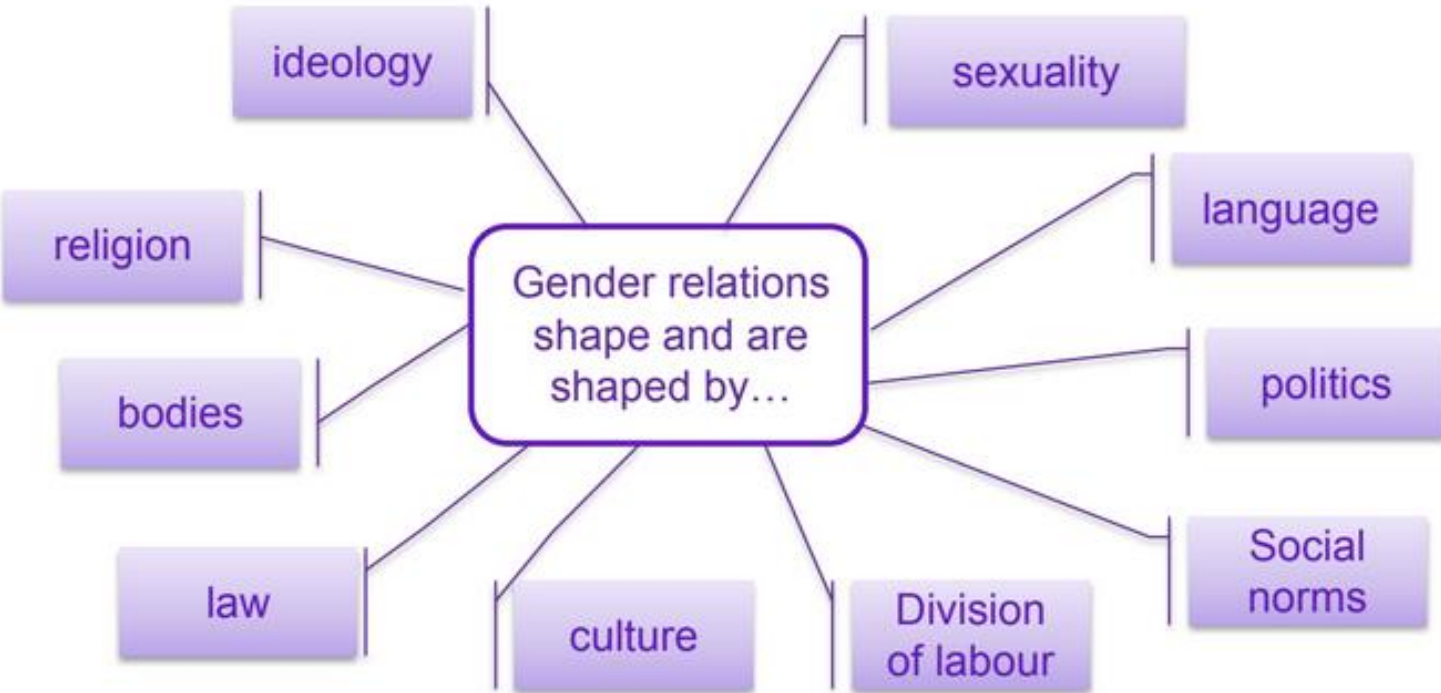 ideology
sexuality
religion
language
Gender relations
shape and are
shaped by…
bodies
politics
law
culture
Division
of labour
Social
norms